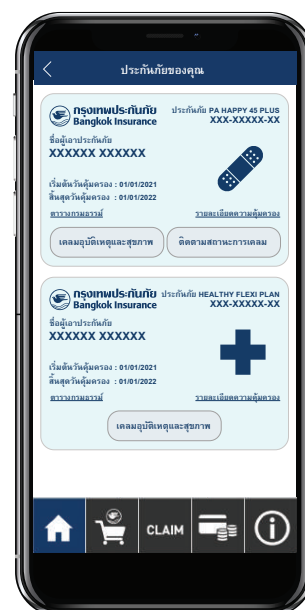 ประกันภัยของคุณ
กรุงเทพประกันภัย
Bangkok Insurance
ประกันภัย PA HAPPY 45 PLUS
XXX-XXXXX-XX
ชื่อผู้เอาประกันภัย
XXXXXX XXXXXX
เริ่มต้นวันคุ้มครอง : 01/01/2021
สิ้นสุดวันคุ้มครอง : 01/01/2022
ตารางกรมธรรม์
รายละเอียดความคุ้มครอง
เคลมอุบัติเหตุและสุขภาพ
ติดตามสถานะการเคลม
กรุงเทพประกันภัย
Bangkok Insurance
ประกันภัย HEALTHY FLEXI PLAN
XXX-XXXXX-XX
ชื่อผู้เอาประกันภัย
XXXXXX XXXXXX
เริ่มต้นวันคุ้มครอง : 01/01/2021
สิ้นสุดวันคุ้มครอง : 01/01/2022
ตารางกรมธรรม์
รายละเอียดความคุ้มครอง
เคลมอุบัติเหตุและสุขภาพ
CLAIM